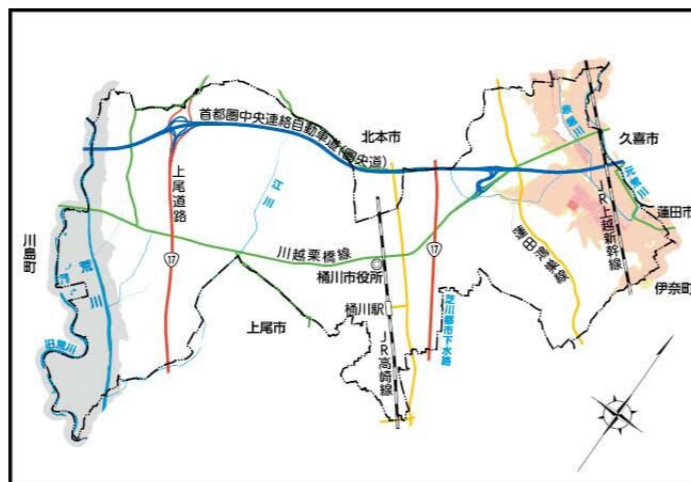 首都圏中央連絡自動車道(圏央道)
北本市
久喜市
蓮田市
伊奈町
川島町
荒川
旧荒川
上尾道路
17
江川
川越栗橋線
桶川市役所
桶川駅
上尾市
JR高崎線
17
芝川都市下水路
JR上越新幹線
元荒川